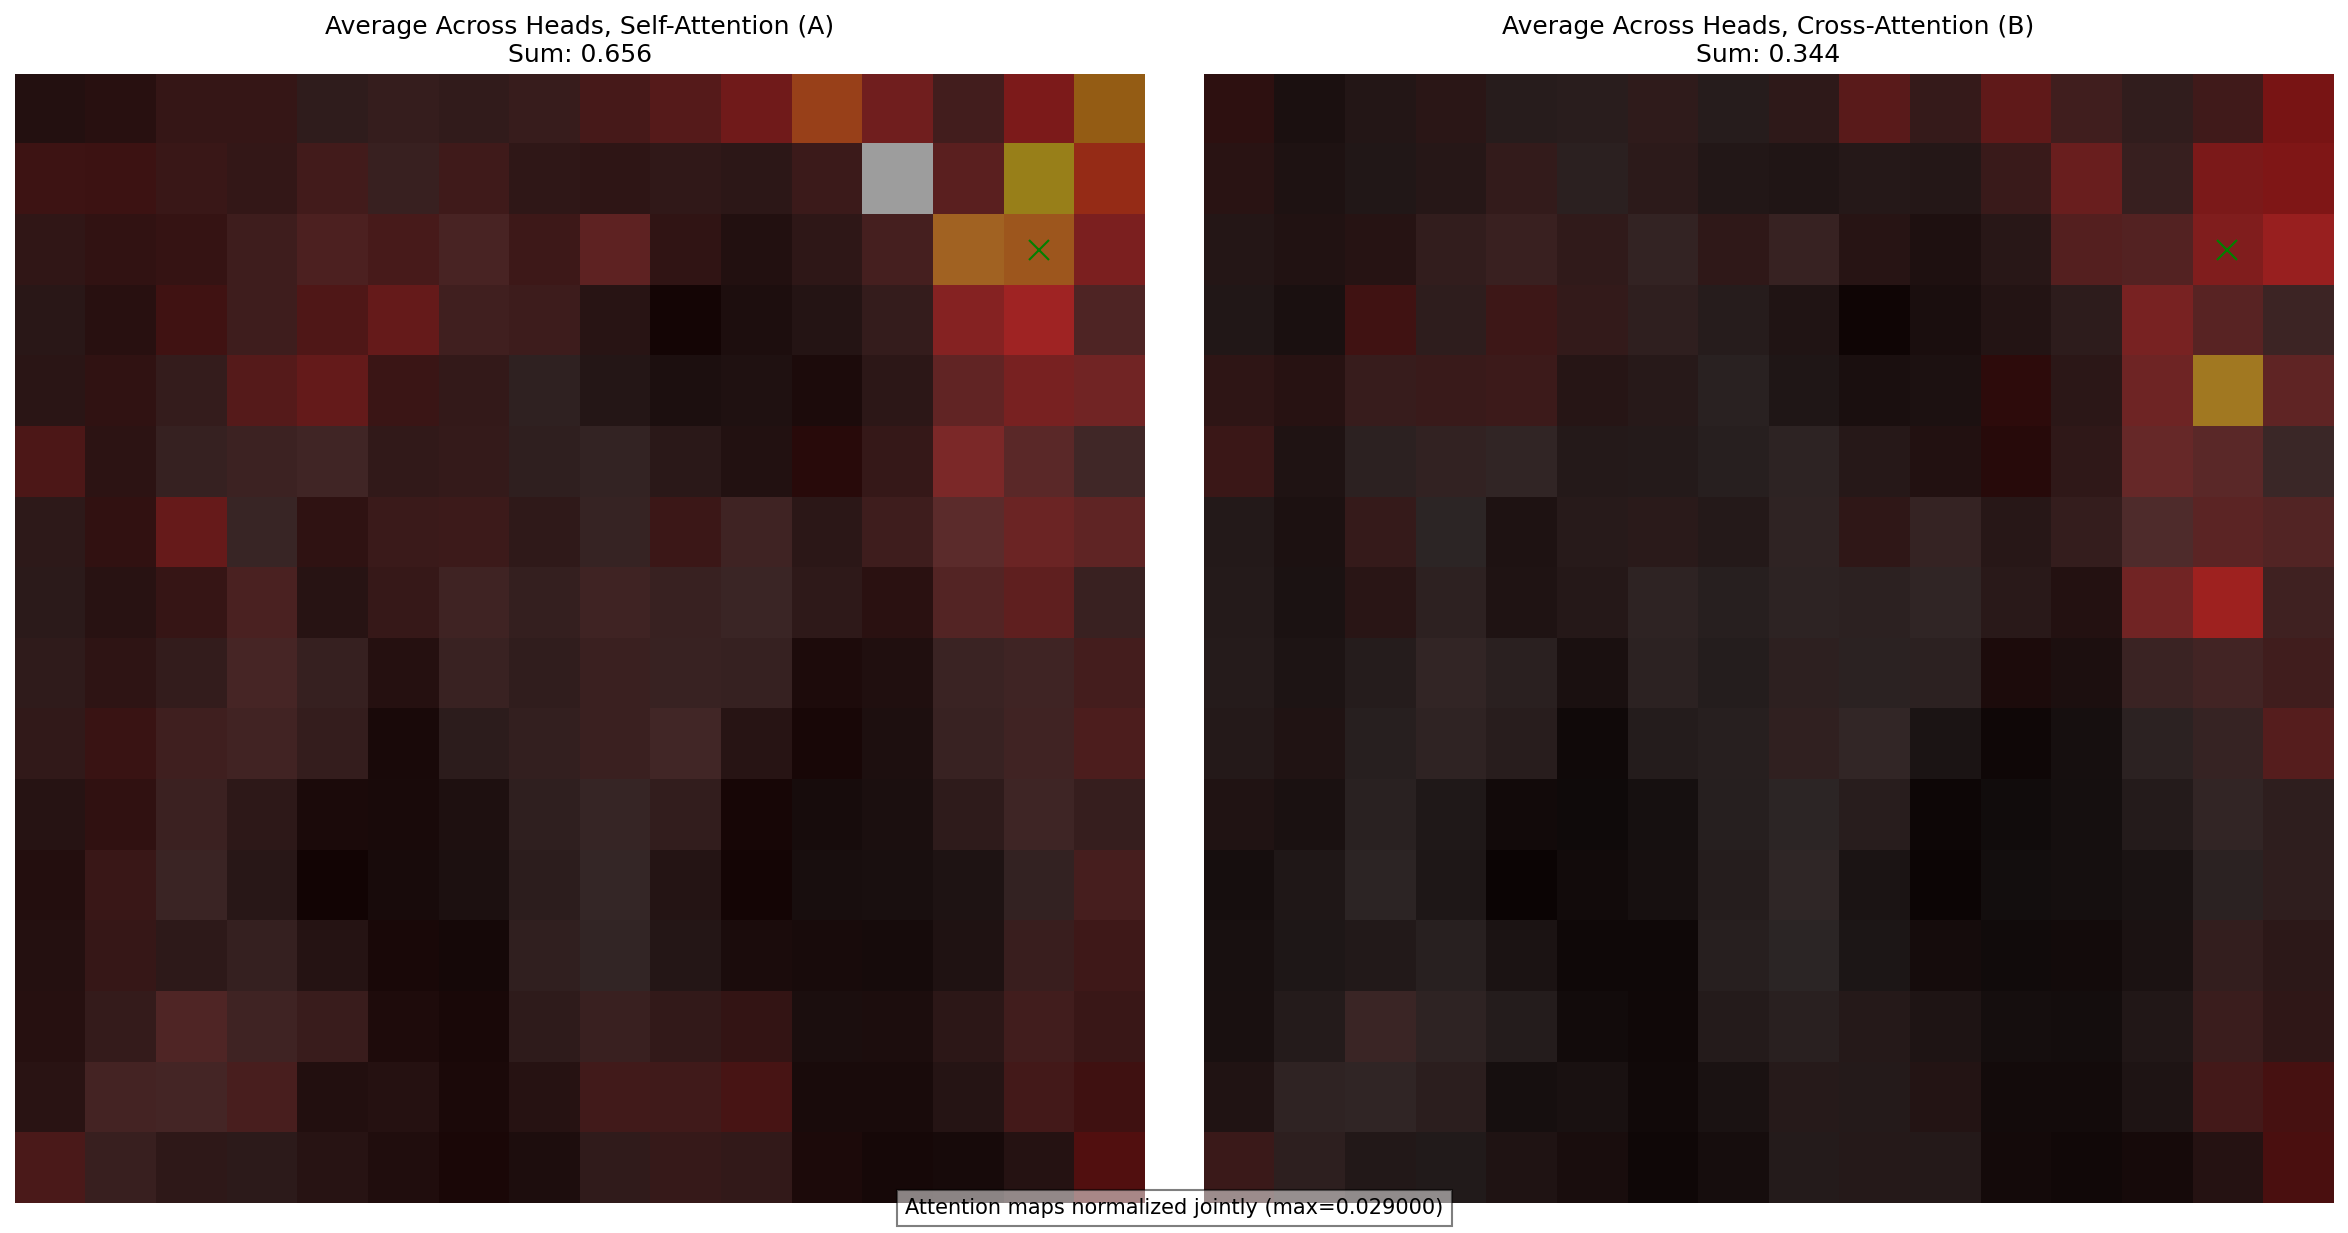 Average Across Heads, Self-Attention (A)
Sum: 0.656
Average Across Heads, Cross-Attention (B)
Sum: 0.344
Attention maps normalized jointly (max=0.029000)